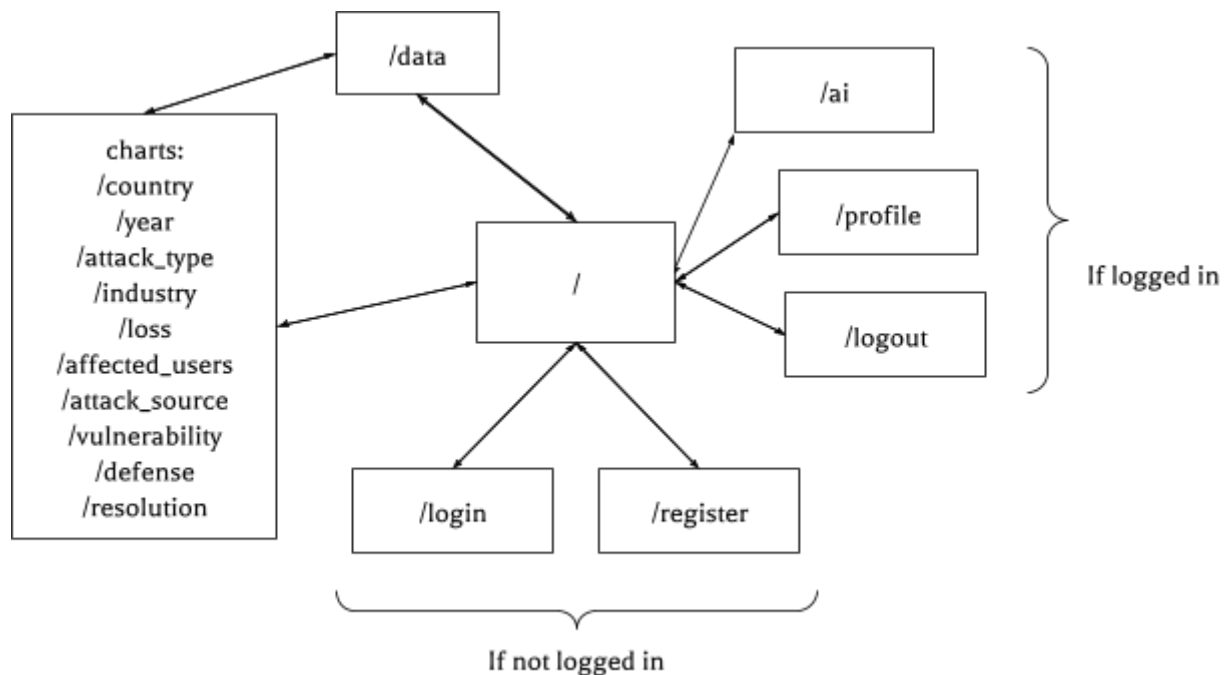 /data
/ai
charts:
/country
/year
/attack_type
/industry
/loss
/affected_users
/attack_source
/vulnerability
/defense
/resolution
/profile
/
If logged in
/logout
/login
/register
If not logged in